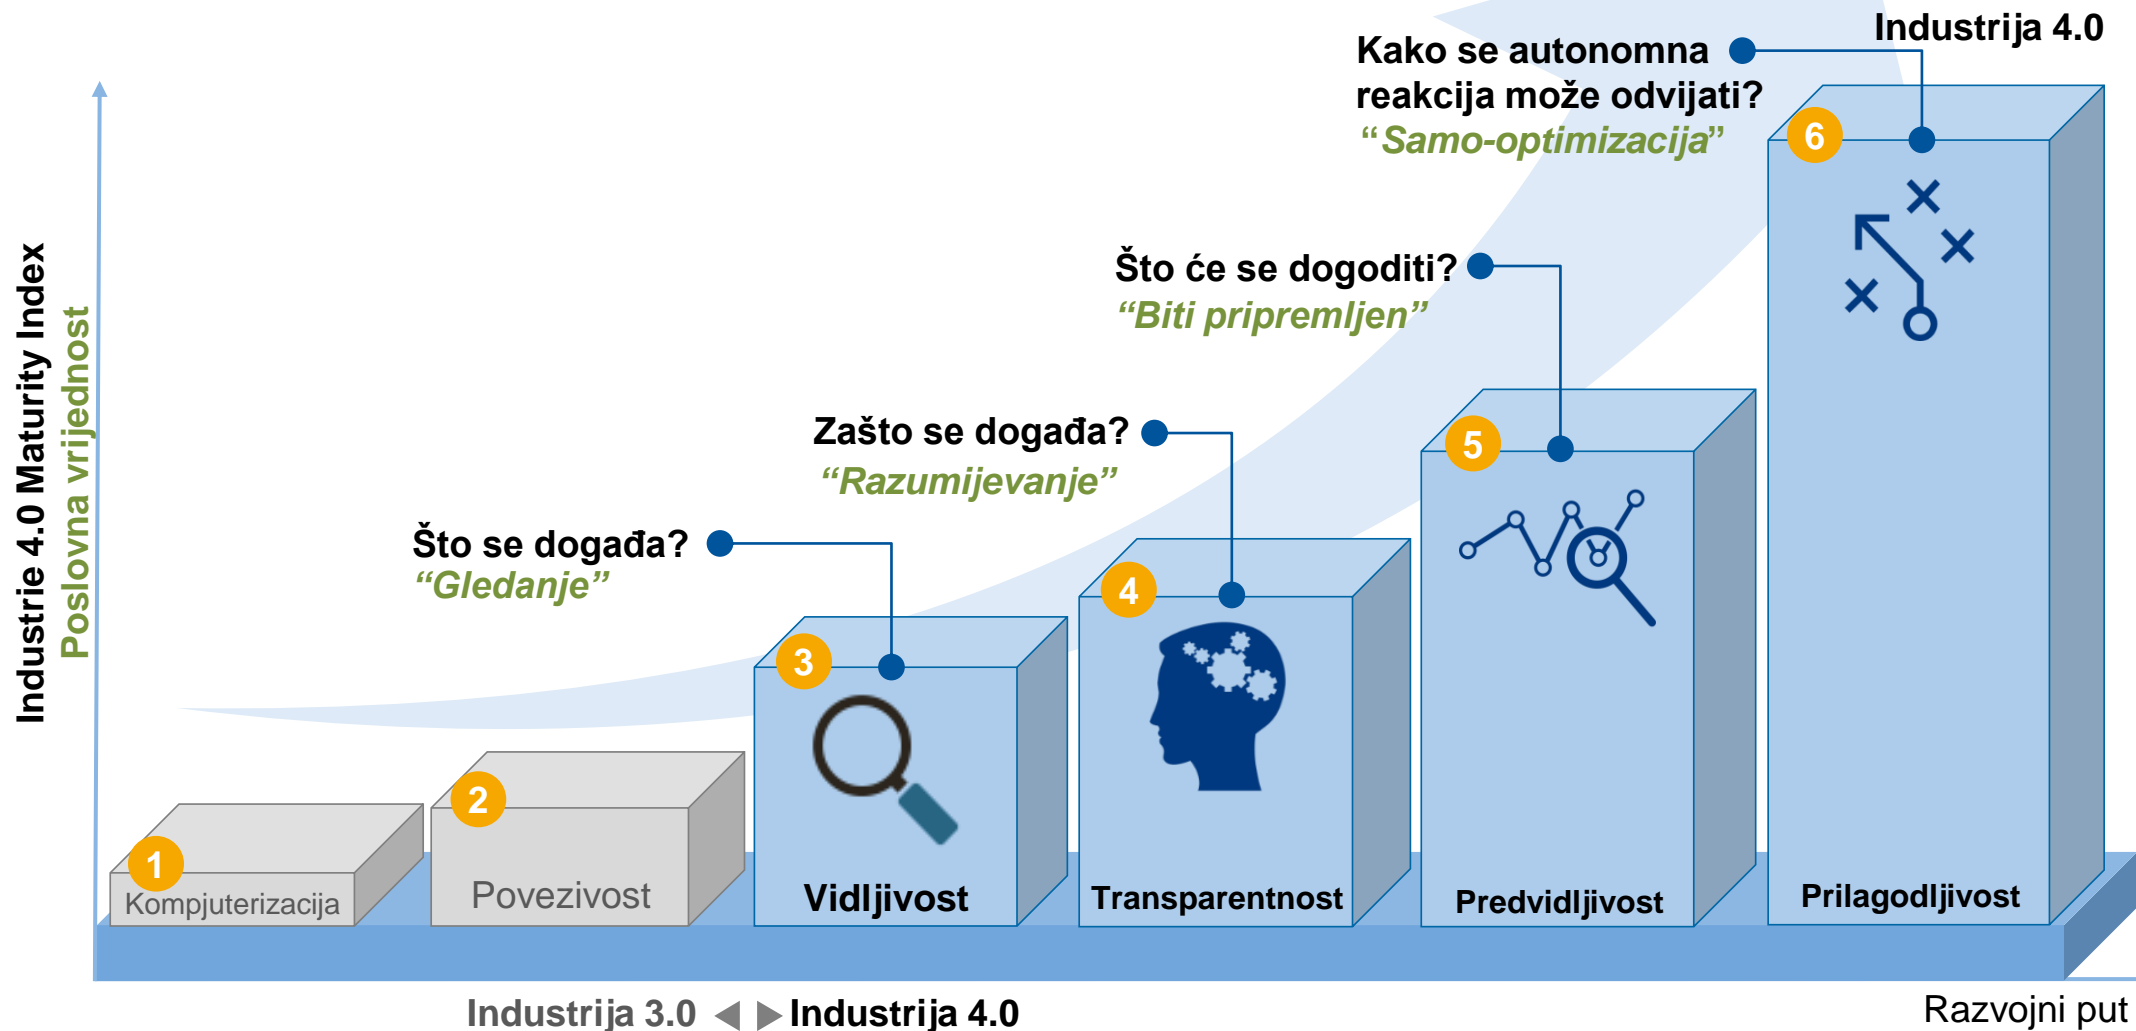 Industrija 4.0
Kako se autonomna
reakcija može odvijati?
“Samo-optimizacija”
6
Što će se dogoditi?
“Biti pripremljen”
5
Zašto se događa?
“Razumijevanje”
4
Što se događa?
“Gledanje”
3
2
1
Industrie 4.0 Maturity Index
Poslovna vrijednost
Kompjuterizacija
Povezivost
Vidljivost
Transparentnost
Predvidljivost
Prilagodljivost
Industrija 3.0
Industrija 4.0
Razvojni put